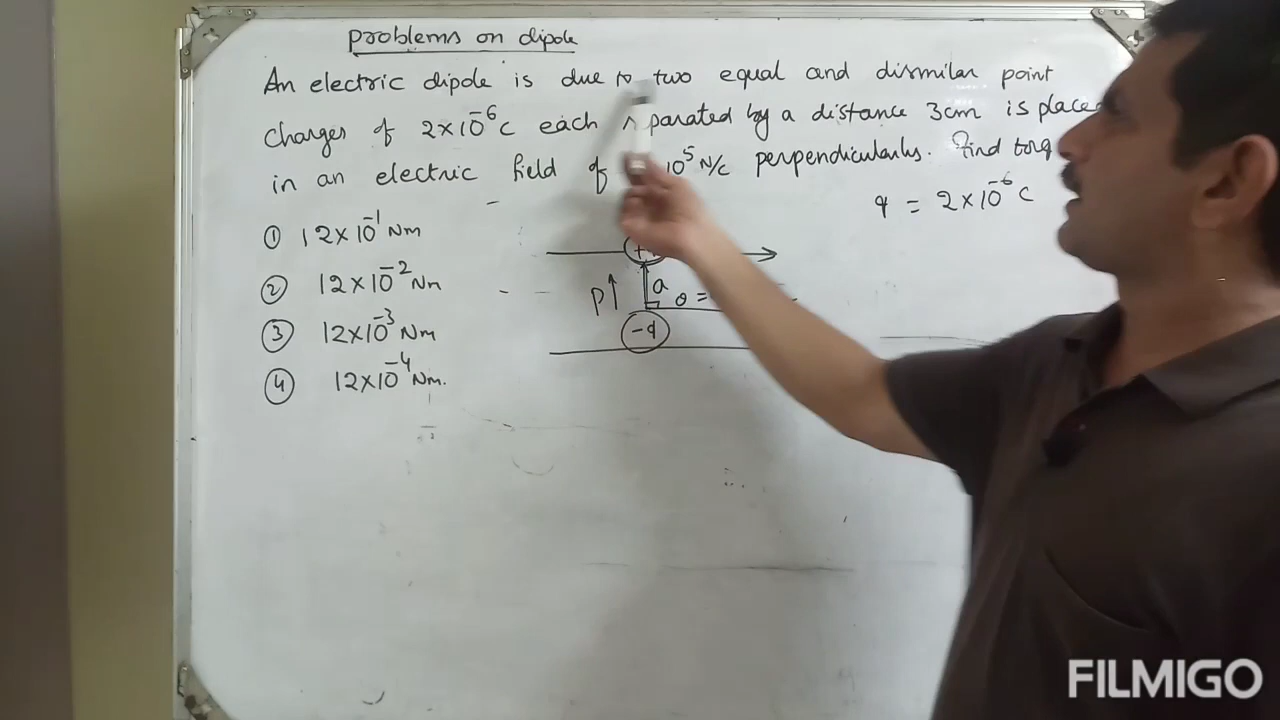 problems on dipole
An electric dipole is due to two equal and dismilar point
charges of 2×10⁻⁶C each separated by a distance 3cm is placed
in an electric field of 10⁵ N/C perpendicularly. Find
q = 2×10⁻⁶ C
① 12×10⁻¹ Nm
② 12×10⁻² Nm
③ 12×10⁻³ Nm
④ 12×10⁻⁴ Nm.
P↑ a θ =
-q
FILMIGO